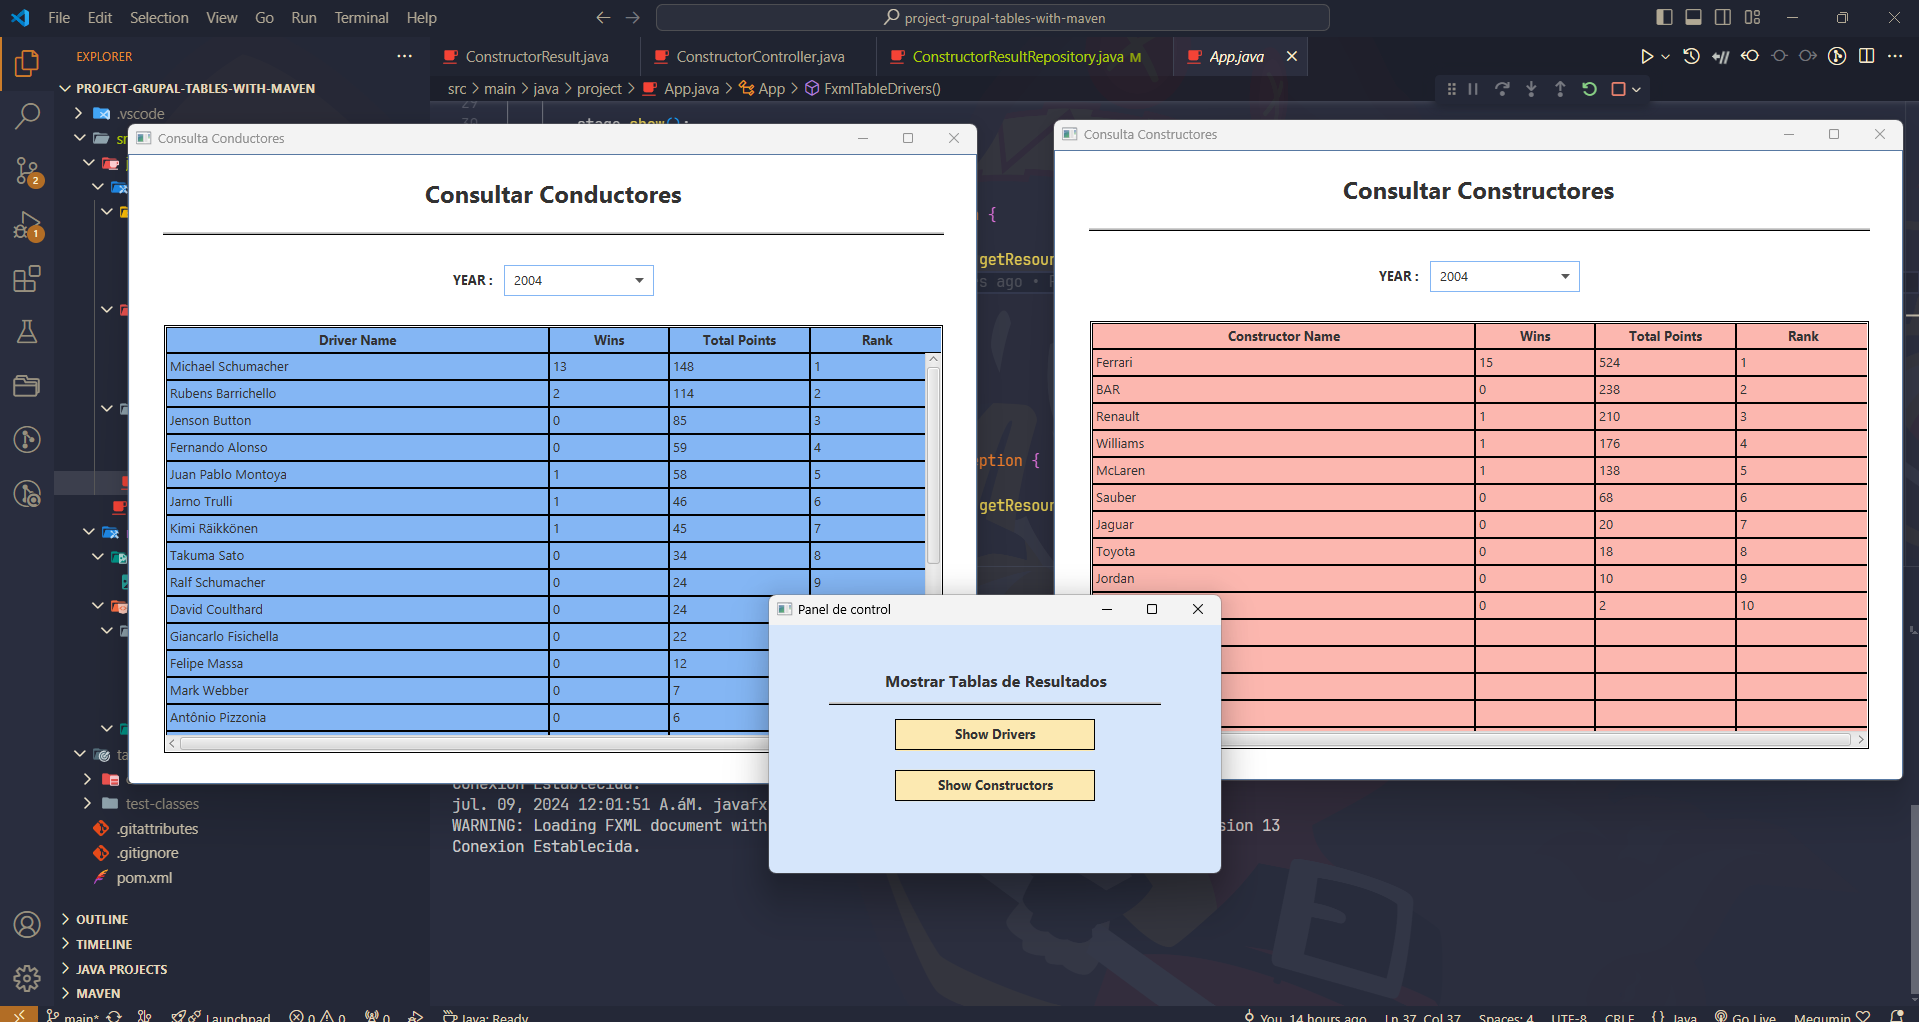 File Edit Selection View Go Run Terminal Help
project-grupal-tables-with-maven
EXPLORER
ConstructorResult.java
ConstructorController.java
ConstructorResultRepository.java M
App.java
src > main > java > project > App.java > App > FxmlTableDrivers()
PROJECT-GRUPAL-TABLES-WITH-MAVEN
.vscode
2
1
test-classes
.gitattributes
.gitignore
pom.xml
OUTLINE
TIMELINE
JAVA PROJECTS
MAVEN
Consulta Conductores
Consultar Conductores
YEAR : 2004
Driver Name Wins Total Points Rank
Michael Schumacher 13 148 1
Rubens Barrichello 2 114 2
Jenson Button 0 85 3
Fernando Alonso 0 59 4
Juan Pablo Montoya 1 58 5
Jarno Trulli 1 46 6
Kimi Räikkönen 1 45 7
Takuma Sato 0 34 8
Ralf Schumacher 0 24 9
David Coulthard 0 24
Giancarlo Fisichella 0 22
Felipe Massa 0 12
Mark Webber 0 7
Antônio Pizzonia 0 6
{
getResour
s ago •
ption {
getResour
Consulta Constructores
Consultar Constructores
YEAR : 2004
Constructor Name Wins Total Points Rank
Ferrari 15 524 1
BAR 0 238 2
Renault 1 210 3
Williams 1 176 4
McLaren 1 138 5
Sauber 0 68 6
Jaguar 0 20 7
Toyota 0 18 8
Jordan 0 10 9
0 2 10
Panel de control
Mostrar Tablas de Resultados
Show Drivers
Show Constructors
Conexion Establecida.
jul. 09, 2024 12:01:51 A.áM. javafx
WARNING: Loading FXML document with sion 13
Conexion Establecida.
main* Launchpad 0 0 0 Java: Ready
You, 14 hours ago Ln 37, Col 37 Spaces: 4 UTF-8 CRLF {} Java Go Live Megumin